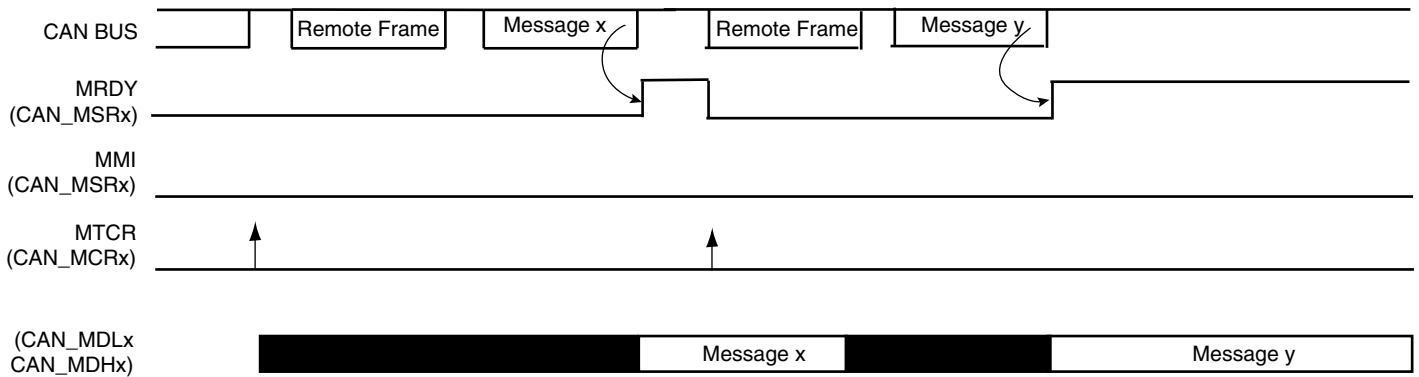 CAN BUS
Remote Frame
Message x
Remote Frame
Message y
MRDY
(CAN_MSRx)
MMI
(CAN_MSRx)
MTCR
(CAN_MCRx)
(CAN_MDLx
CAN_MDHx)
Message x
Message y